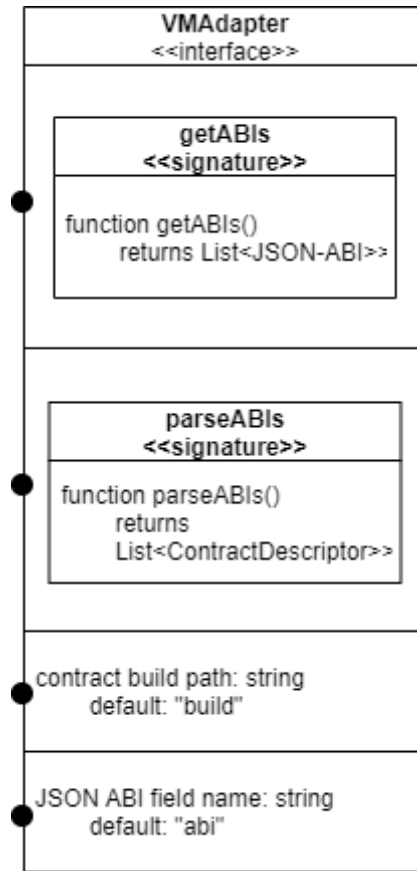 VMAdapter
<<interface>>
getABIs
<<signature>>
function getABIs()
returns List<JSON-ABI>>
parseABIs
<<signature>>
function parseABIs()
returns
List<ContractDescriptor>>
contract build path: string
default: "build"
JSON ABI field name: string
default: "abi"